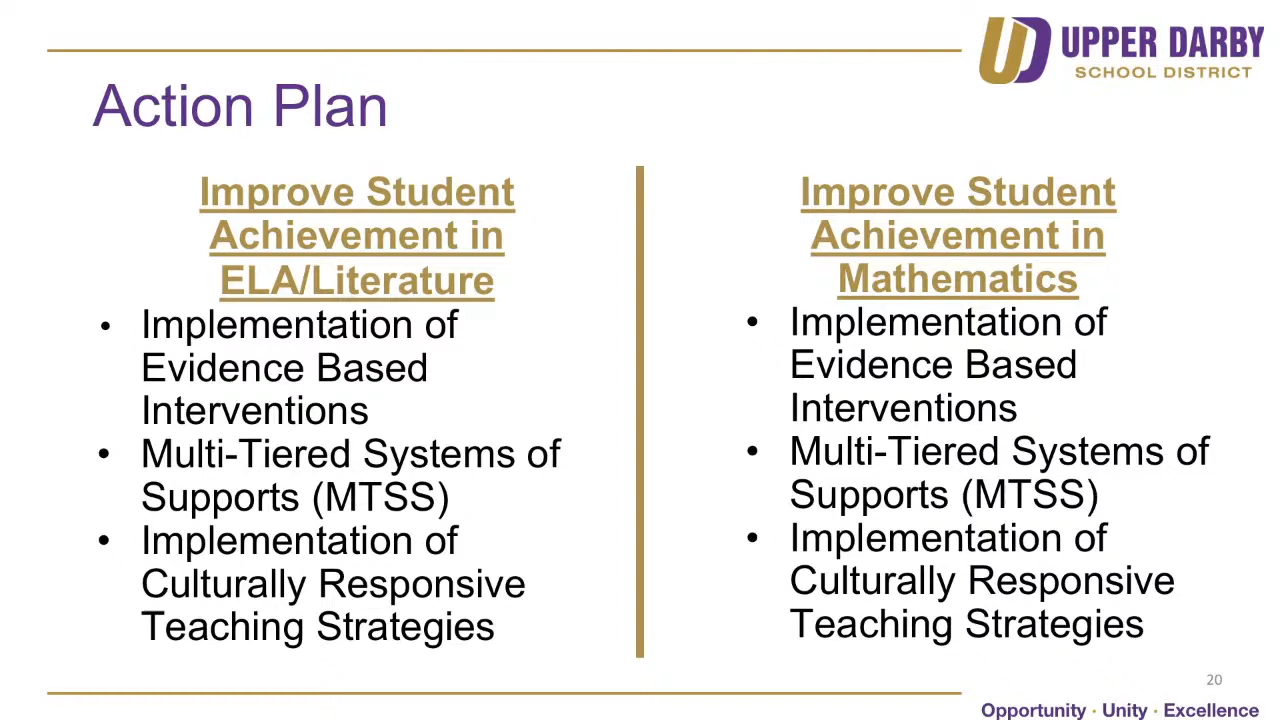 UPPER DARBY
SCHOOL DISTRICT
Action Plan
Improve Student
Achievement in
ELA/Literature
• Implementation of
Evidence Based
Interventions
• Multi-Tiered Systems of
Supports (MTSS)
• Implementation of
Culturally Responsive
Teaching Strategies
Improve Student
Achievement in
Mathematics
• Implementation of
Evidence Based
Interventions
• Multi-Tiered Systems of
Supports (MTSS)
• Implementation of
Culturally Responsive
Teaching Strategies
20
Opportunity · Unity · Excellence